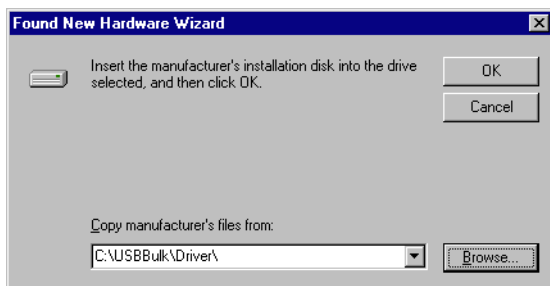 Found New Hardware Wizard
Insert the manufacturer's installation disk into the drive
selected, and then click OK.
OK
Cancel
Copy manufacturer's files from:
C:\USBBulk\Driver\
Browse...